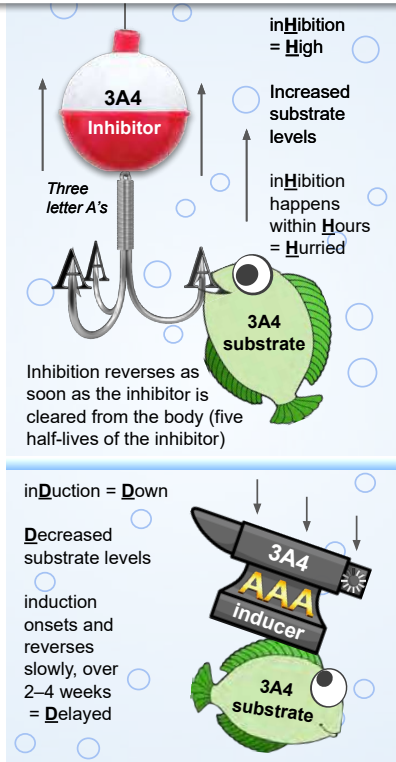 inHibition
= High
3A4
Inhibitor
Increased
substrate
levels
Three
letter A's
inHibition
happens
within Hours
= Hurried
A A A
3A4
substrate
Inhibition reverses as
soon as the inhibitor is
cleared from the body (five
half-lives of the inhibitor)
inDuction = Down
Decreased
substrate levels
induction
onsets and
reverses
slowly, over
2–4 weeks
= Delayed
3A4
AAA
inducer
3A4
substrate